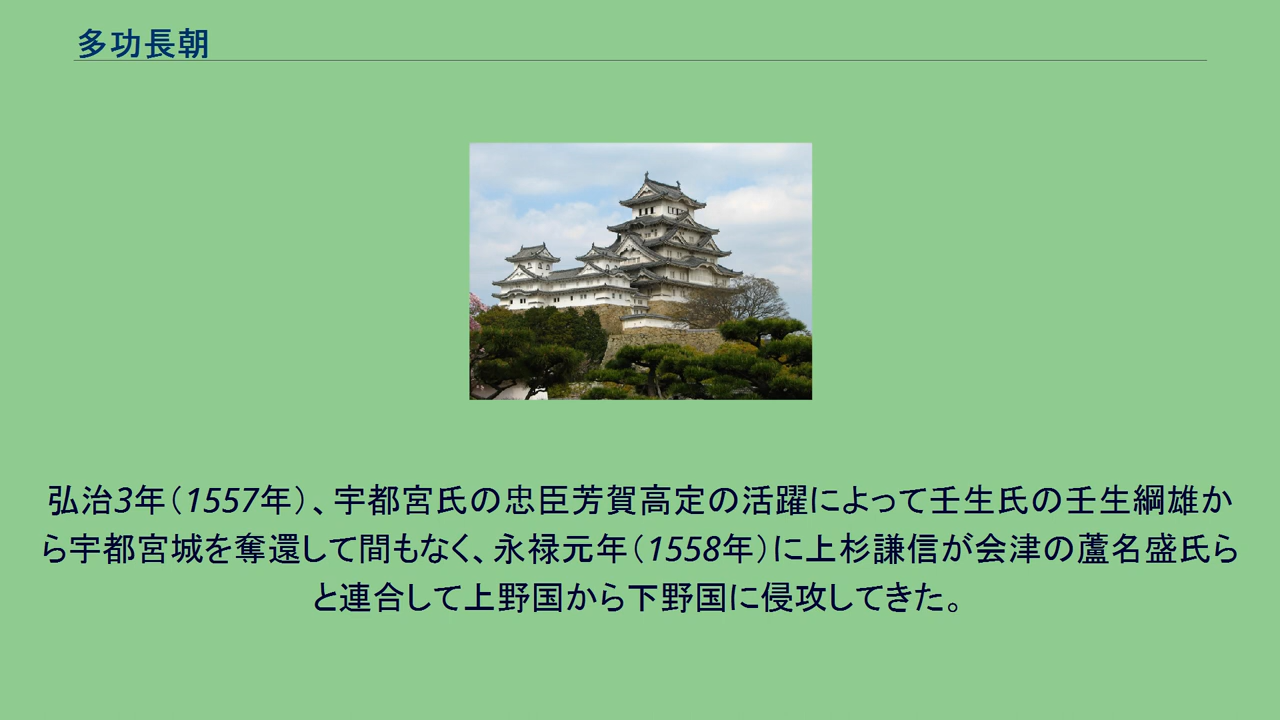 多功長朝
弘治3年（1557年）、宇都宮氏の忠臣芳賀高定の活躍によって壬生氏の壬生綱雄か
ら宇都宮城を奪還して間もなく、永禄元年（1558年）に上杉謙信が会津の蘆名盛氏ら
と連合して上野国から下野国に侵攻してきた。